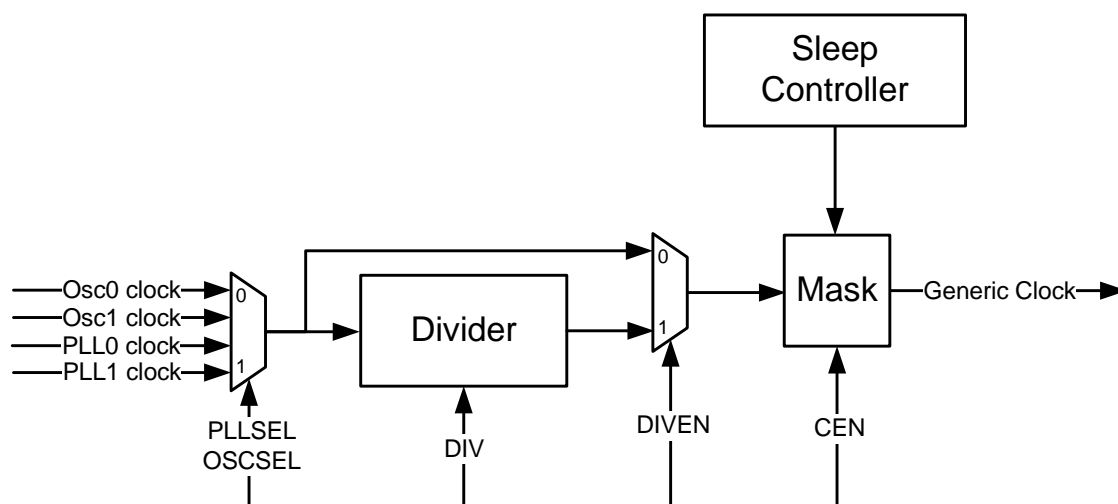 Sleep
Controller
Osc0 clock
Osc1 clock
PLL0 clock
PLL1 clock
0
1
PLLSEL
OSCSEL
Divider
DIV
0
1
DIVEN
Mask
CEN
Generic Clock